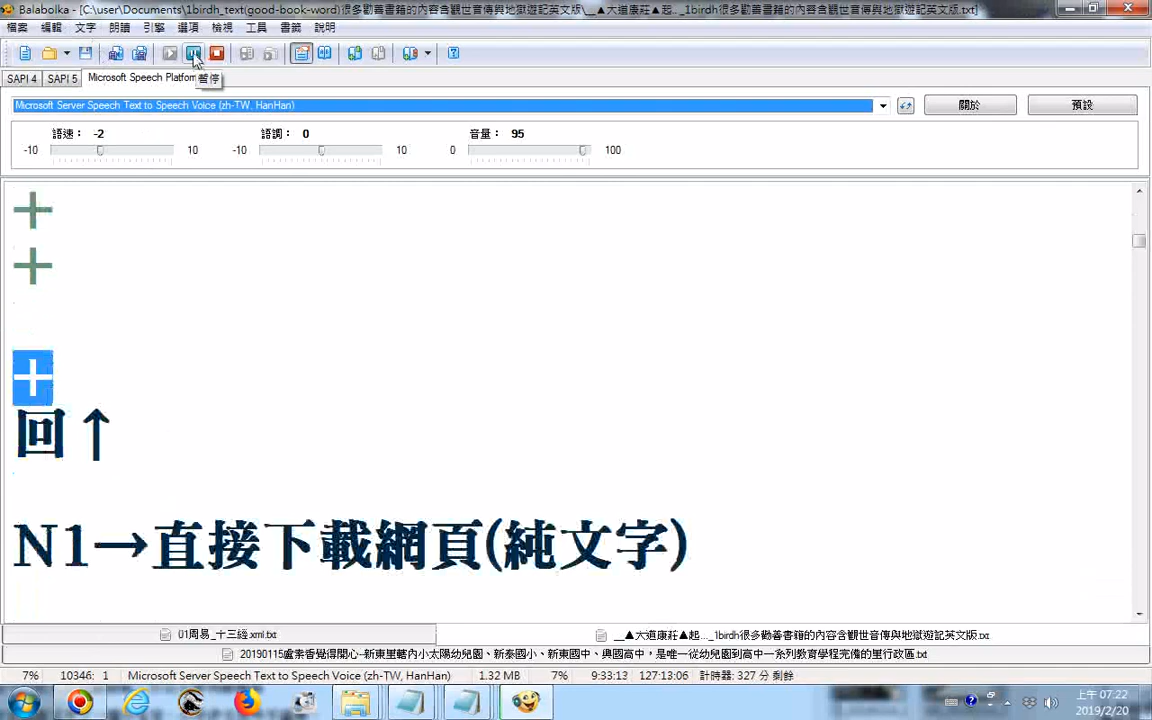 Balabolka - [C:\user\Documents\1birdh_text(good-book-word)很多勸善書籍的內容含觀世音傳與地獄遊記英文版\__▲大道康莊▲起..._1birdh很多勸善書籍的內容含觀世音傳與地獄遊記英文版.txt]
檔案 編輯 文字 朗讀 引擎 選項 檢視 工具 書籤 說明
SAPI 4 SAPI 5 Microsoft Speech Platform 暫停
Microsoft Server Speech Text to Speech Voice (zh-TW, HanHan) 關於 預設
語速： -2 語調： 0 音量： 95
-10 10 -10 10 0 100
+
+
+
回↑
N1→直接下載網頁(純文字)
01周易_十三經.xml.txt __▲大道康莊▲起..._1birdh很多勸善書籍的內容含觀世音傳與地獄遊記英文版.txt
20190115盧素香覺得開心--新東里轄內小太陽幼兒園、新泰國小、新東國中、興國高中，是唯一從幼兒園到高中一系列教育學程完備的里行政區.txt
7% 10346: 1 Microsoft Server Speech Text to Speech Voice (zh-TW, HanHan) 1.32 MB 7% 9:33:13 127:13:06 計時器: 327 分 剩餘
上午 07:22
2019/2/20